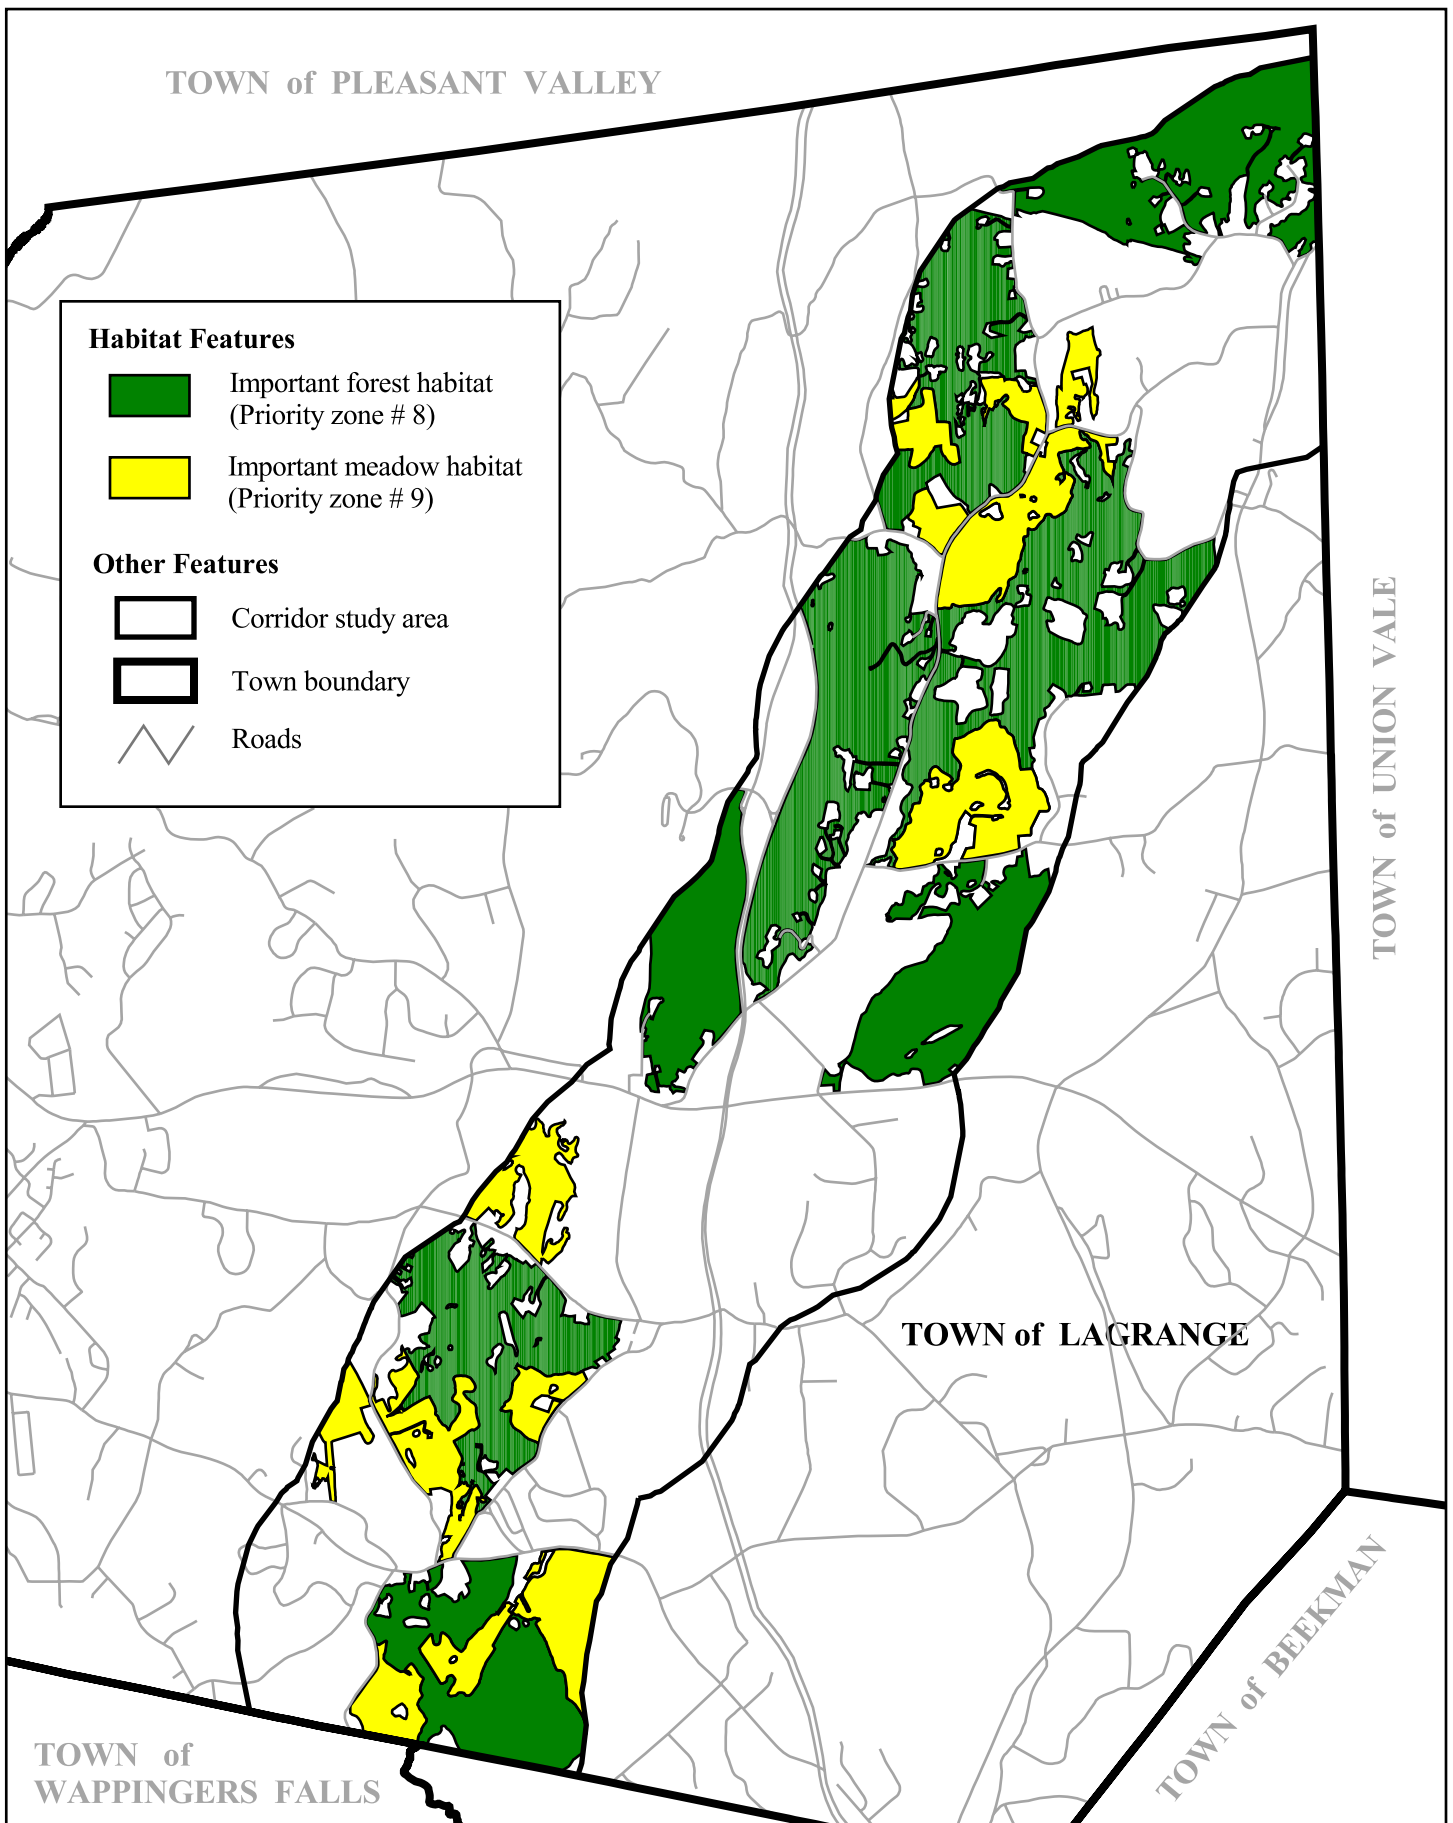 TOWN of PLEASANT VALLEY
Habitat Features
Important forest habitat
(Priority zone # 8)
Important meadow habitat
(Priority zone # 9)
Other Features
Corridor study area
Town boundary
Roads
TOWN of UNION VALE
TOWN of LAGRANGE
TOWN of BEEKMAN
TOWN of
WAPPINGERS FALLS